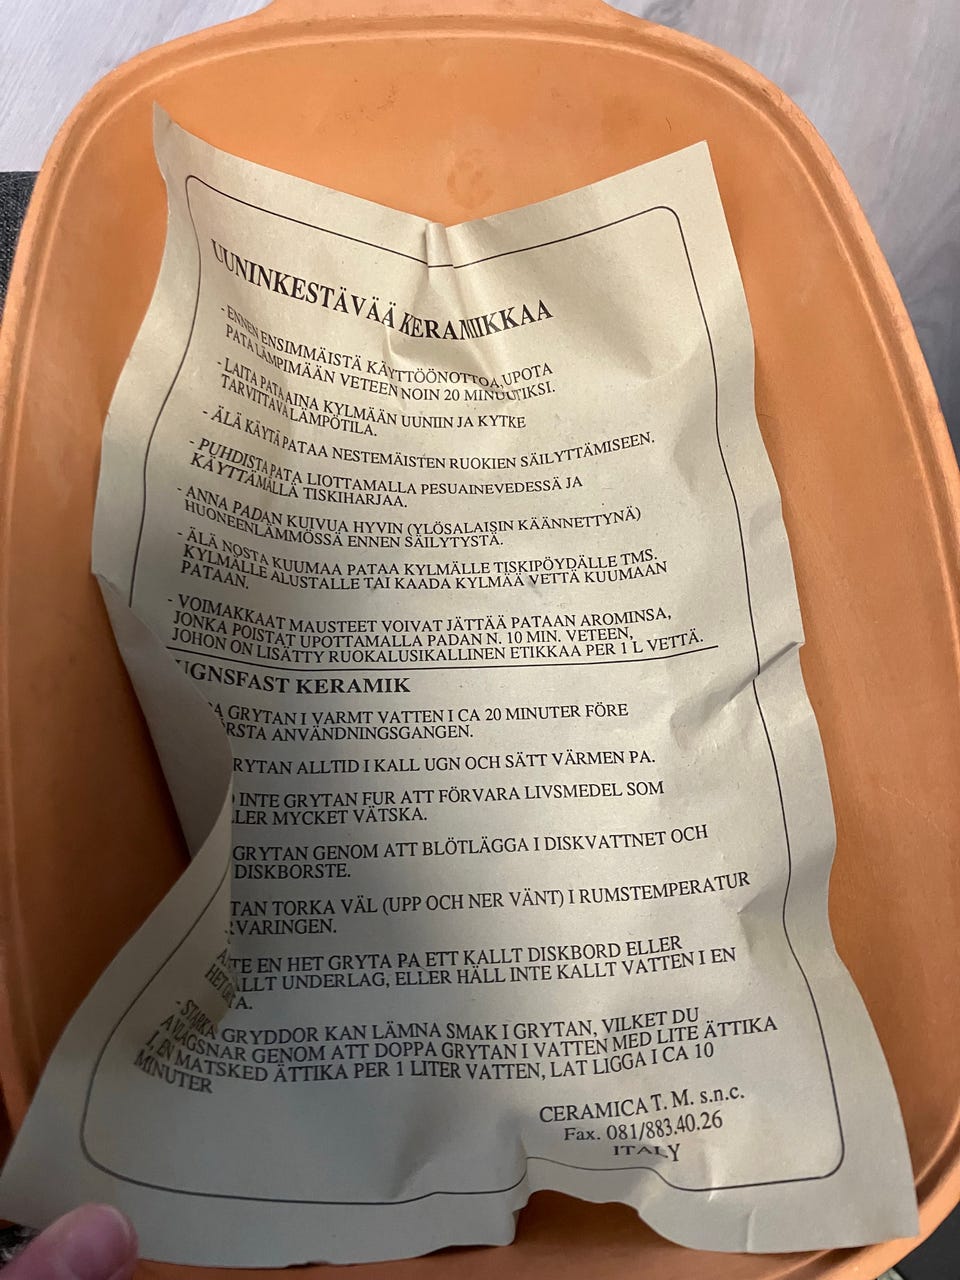 UUNINKESTÄVÄÄ KERAMIIKKAA
- ENNEN ENSIMMÄISTÄ KÄYTTÖÖNOTTOA, UPOTA
PATA LÄMPIMÄÄN VETEEN NOIN 20 MINUUTIKSI.
- LAITA PATA AINA KYLMÄÄN UUNIIN JA KYTKE
TARVITTAVA LÄMPÖTILA.
- ÄLÄ KÄYTÄ PATAA NESTEMÄISTEN RUOKIEN SÄILYTTÄMISEEN.
- PUHDISTA PATA LIOTTAMALLA PESUAINEVEDESSÄ JA
KÄYTTÄMÄLLÄ TISKIHARJAA.
- ANNA PADAN KUIVUA HYVIN (YLÖSALAISIN KÄÄNNETTYNÄ)
HUONEENLÄMMÖSSÄ ENNEN SÄILYTYSTÄ.
- ÄLÄ NOSTA KUUMAA PATAA KYLMÄLLE TISKIPÖYDÄLLE TMS.
KYLMÄLLE ALUSTALLE TAI KAADA KYLMÄÄ VETTÄ KUUMAAN
PATAAN.
- VOIMAKKAAT MAUSTEET VOIVAT JÄTTÄÄ PATAAN AROMINSA,
JONKA POISTAT UPOTTAMALLA PADAN N. 10 MIN. VETEEN,
JOHON ON LISÄTTY RUOKALUSIKALLINEN ETIKKAA PER 1 L VETTÄ.
UGNSFAST KERAMIK
GRYTAN I VARMT VATTEN I CA 20 MINUTER FÖRE
ANVÄNDNINGSGANGEN.
ALLTID I KALL UGN OCH SÄTT VÄRMEN PA.
INTE GRYTAN FUR ATT FÖRVARA LIVSMEDEL SOM
MYCKET VÄTSKA.
GRYTAN GENOM ATT BLÖTLÄGGA I DISKVATTNET OCH
DISKBORSTE.
TORKA VÄL (UPP OCH NER VÄNT) I RUMSTEMPERATUR
EN HET GRYTA PA ETT KALLT DISKBORD ELLER
UNDERLAG, ELLER HÄLL INTE KALLT VATTEN I EN
- STARKA GRYDDOR KAN LÄMNA SMAK I GRYTAN, VILKET DU
AVLAGSNAR GENOM ATT DOPPA GRYTAN I VATTEN MED LITE ÄTTIKA
I, EN MATSKED ÄTTIKA PER 1 LITER VATTEN, LAT LIGGA I CA 10
MINUTER
CERAMICA T. M. s.n.c.
Fax. 081/883.40.26
ITALY